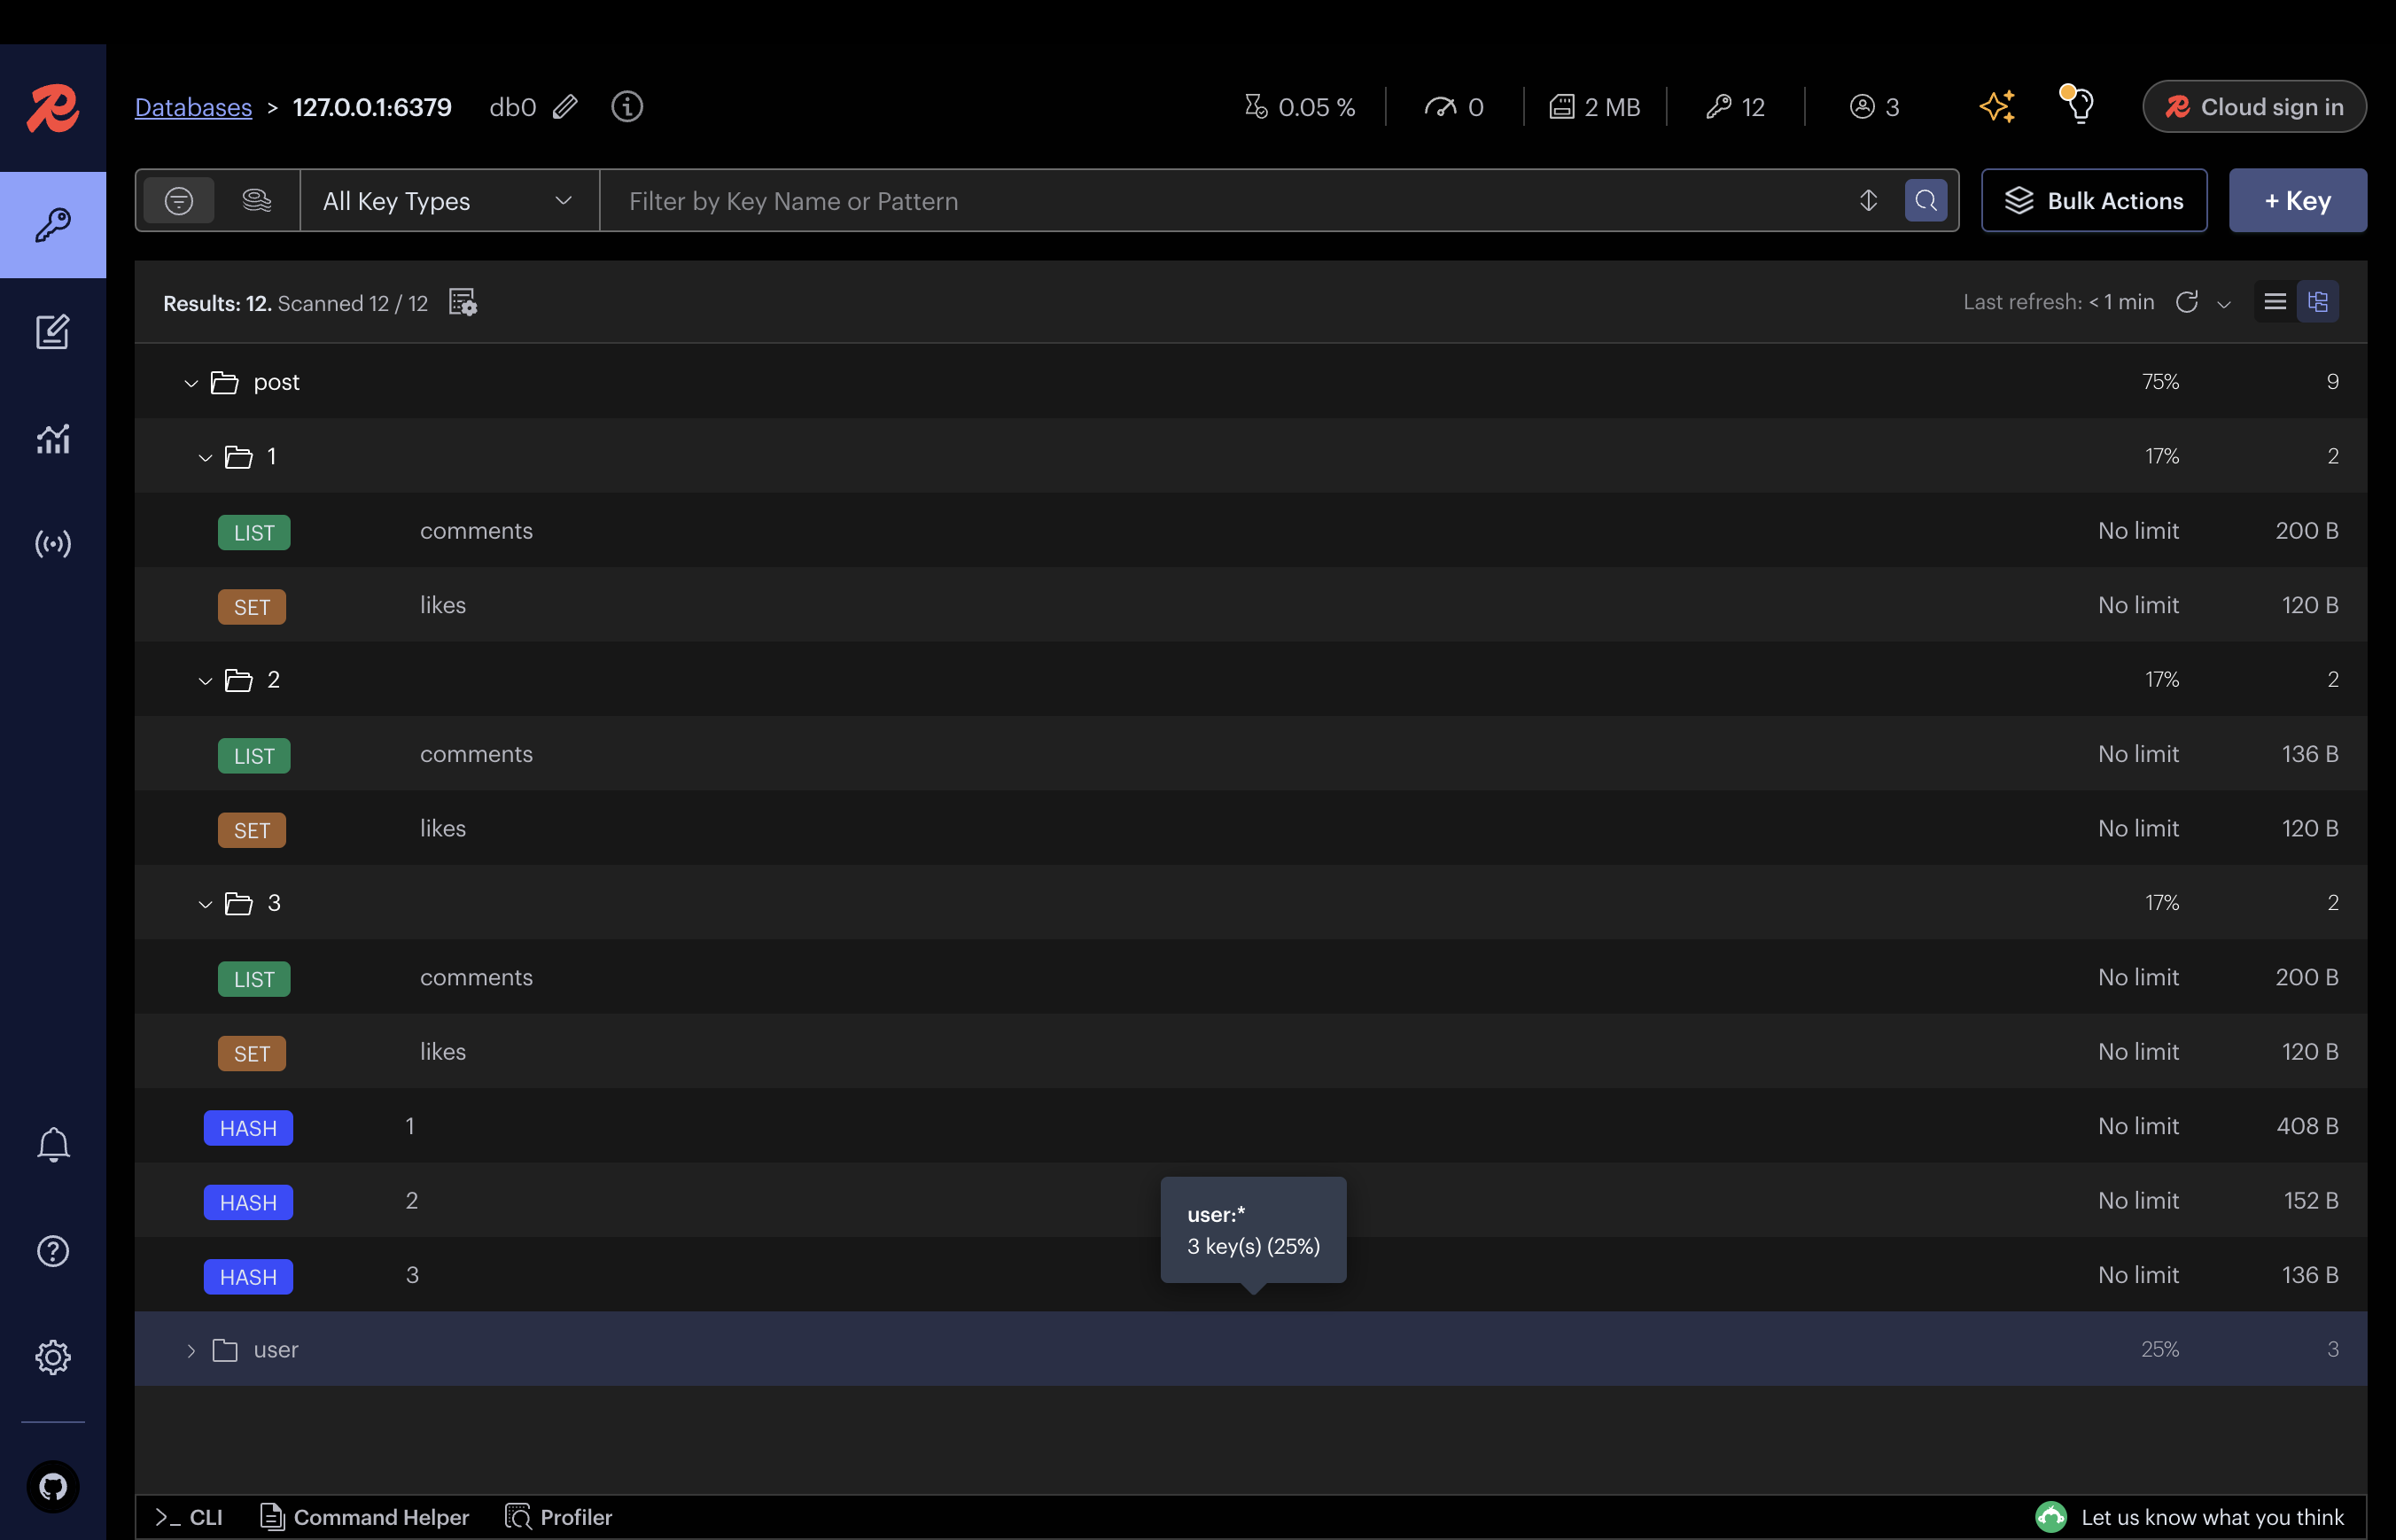 Databases > 127.0.0.1:6379 db0 0.05 % 0 2 MB 12 3 Cloud sign in
All Key Types Filter by Key Name or Pattern Bulk Actions + Key
Results: 12. Scanned 12 / 12 Last refresh: < 1 min
post 75% 9
1 17% 2
LIST comments No limit 200 B
SET likes No limit 120 B
2 17% 2
LIST comments No limit 136 B
SET likes No limit 120 B
3 17% 2
LIST comments No limit 200 B
SET likes No limit 120 B
HASH 1 No limit 408 B
HASH 2 No limit 152 B
user:*
3 key(s) (25%)
HASH 3 No limit 136 B
user 25% 3
>_ CLI Command Helper Profiler Let us know what you think